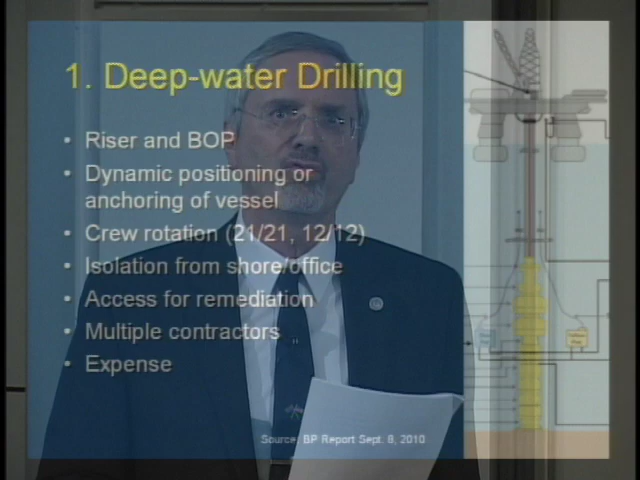 1. Deep-water Drilling
• Riser and BOP
• Dynamic positioning or
anchoring of vessel
• Crew rotation (21/21, 12/12)
• Isolation from shore/office
• Access for remediation
• Multiple contractors
• Expense
Source: BP Report Sept. 8, 2010